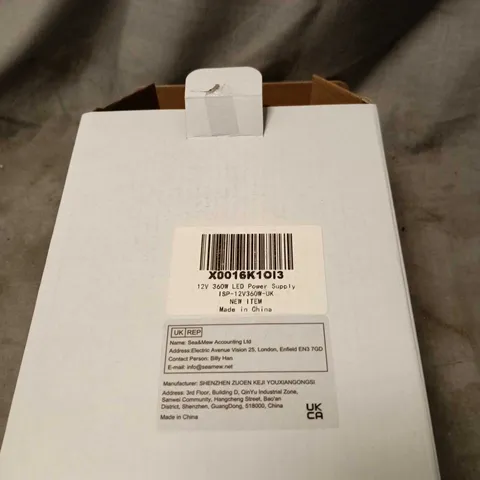 X0016K1OI3
12V 360W LED Power Supply
ISP-12V360W-UK
NEW ITEM
Made in China
UK REP
Name: Sea&Mew Accounting Ltd
Address:Electric Avenue Vision 25, London, Enfield EN3 7GD
Contact Person: Billy Han
E-mail: info@seamew.net
Manufacturer: SHENZHEN ZUOEN KEJI YOUXIANGONGSI
Address: 3rd Floor, Building D, QinYu Industrial Zone,
Sanwei Community, Hangcheng Street, Bao'an
District, Shenzhen, GuangDong, 518000, China
Made in China
UK
CA